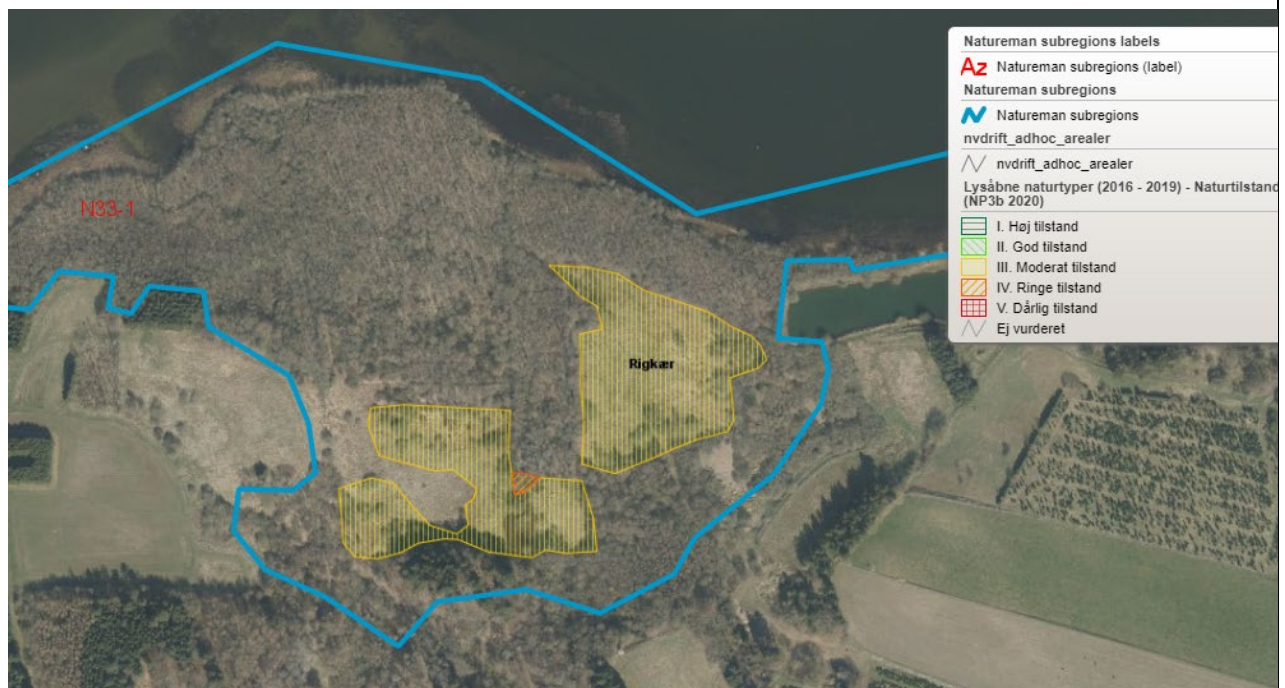 Natureman subregions labels
Az Natureman subregions (label)
Natureman subregions
Natureman subregions
nvdrift_adhoc_arealer
nvdrift_adhoc_arealer
Lysåbne naturtyper (2016 - 2019) - Naturtilstand
(NP3b 2020)
I. Høj tilstand
II. God tilstand
III. Moderat tilstand
IV. Ringe tilstand
V. Dårlig tilstand
Ej vurderet
N33-1
Rigkær